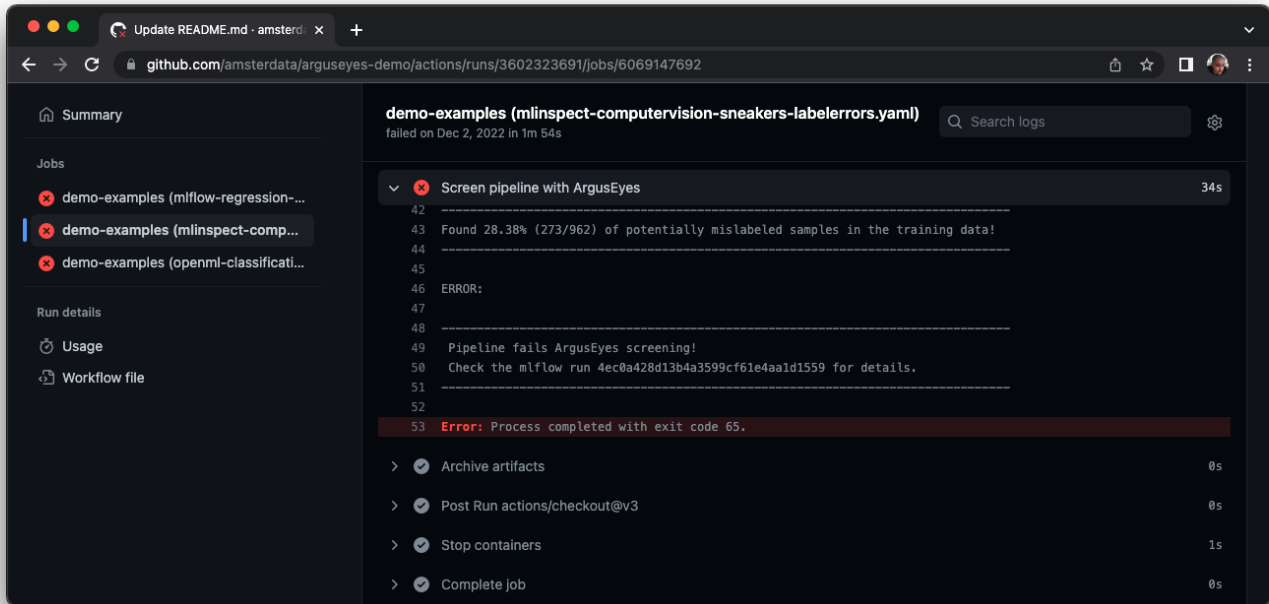 Update README.md · amsterda
github.com/amsterdata/arguseyes-demo/actions/runs/3602323691/jobs/6069147692
Summary
Jobs
demo-examples (mlflow-regression-...
demo-examples (mlinspect-comp...
demo-examples (openml-classificati...
Run details
Usage
Workflow file
demo-examples (mlinspect-computervision-sneakers-labelerrors.yaml)
failed on Dec 2, 2022 in 1m 54s
Search logs
Screen pipeline with ArgusEyes 34s
42 --------------------------------------------------------------------------------
43 Found 28.38% (273/962) of potentially mislabeled samples in the training data!
44 --------------------------------------------------------------------------------
45
46 ERROR:
47
48 --------------------------------------------------------------------------------
49 Pipeline fails ArgusEyes screening!
50 Check the mlflow run 4ec0a428d13b4a3599cf61e4aa1d1559 for details.
51 --------------------------------------------------------------------------------
52
53 Error: Process completed with exit code 65.
Archive artifacts 0s
Post Run actions/checkout@v3 0s
Stop containers 1s
Complete job 0s